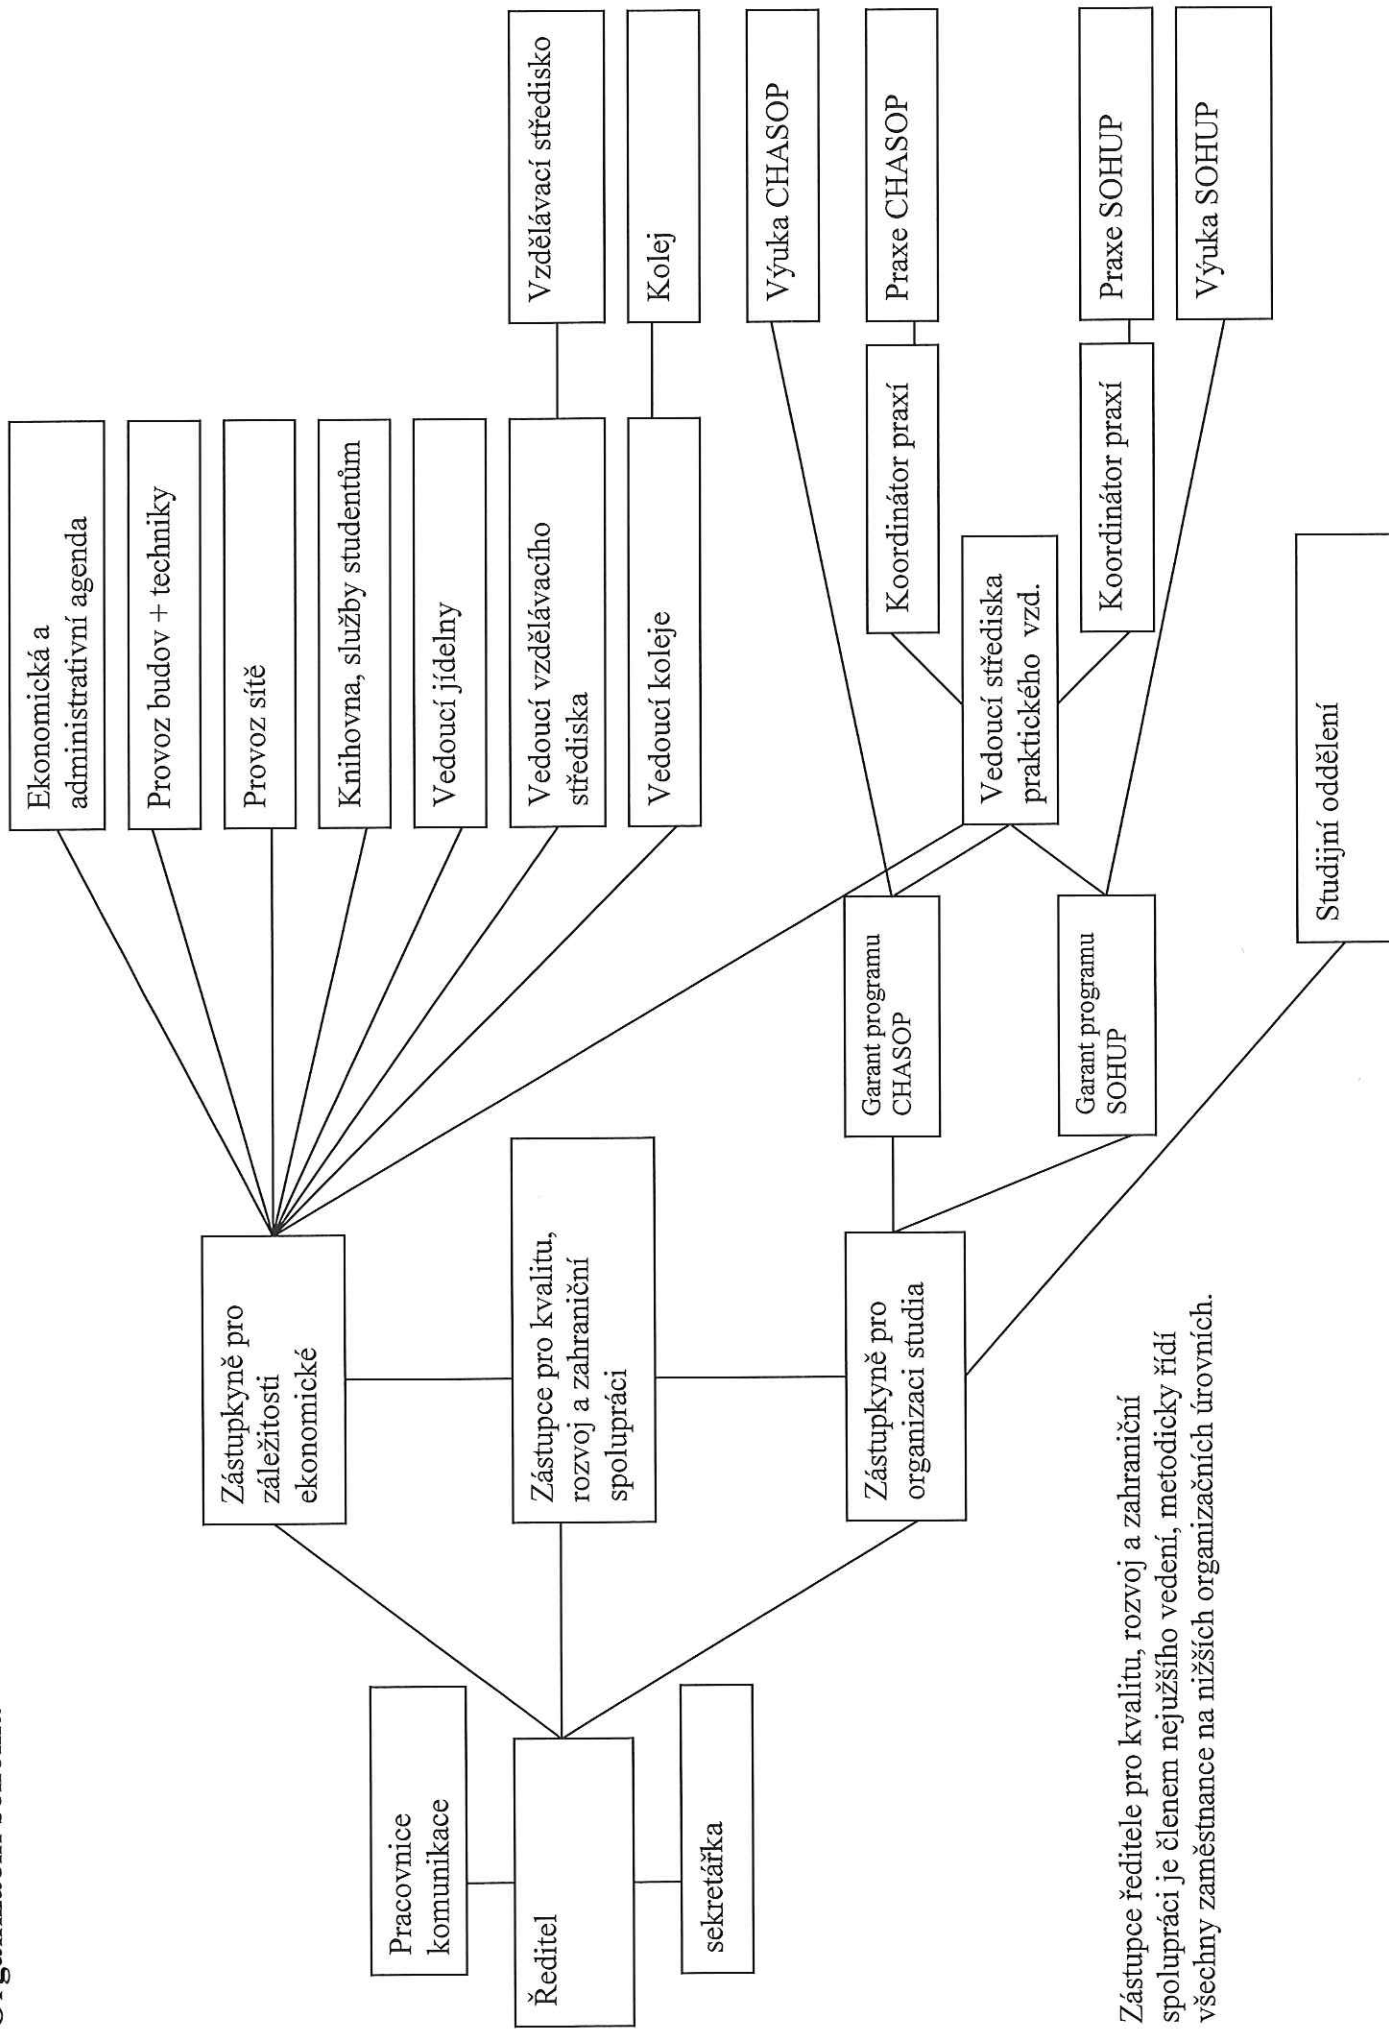 Ředitel
Pracovnice
komunikace
sekretářka
Zástupkyně pro
záležitosti
ekonomické
Zástupce pro kvalitu,
rozvoj a zahraniční
spolupráci
Zástupkyně pro
organizaci studia
Ekonomická a
administrativní agenda
Provoz budov + techniky
Provoz sítě
Knihovna, služby studentům
Vedoucí jídelny
Vedoucí vzdělávacího
střediska
Vedoucí koleje
Vzdělávací středisko
Kolej
Garant programu
CHASOP
Garant programu
SOHUP
Vedoucí střediska
praktického vzd.
Koordinátor praxí
Koordinátor praxí
Výuka CHASOP
Praxe CHASOP
Praxe SOHUP
Výuka SOHUP
Studijní oddělení
Zástupce ředitele pro kvalitu, rozvoj a zahraniční
spolupráci je členem nejužšího vedení, metodicky řídí
všechny zaměstnance na nižších organizačních úrovních.